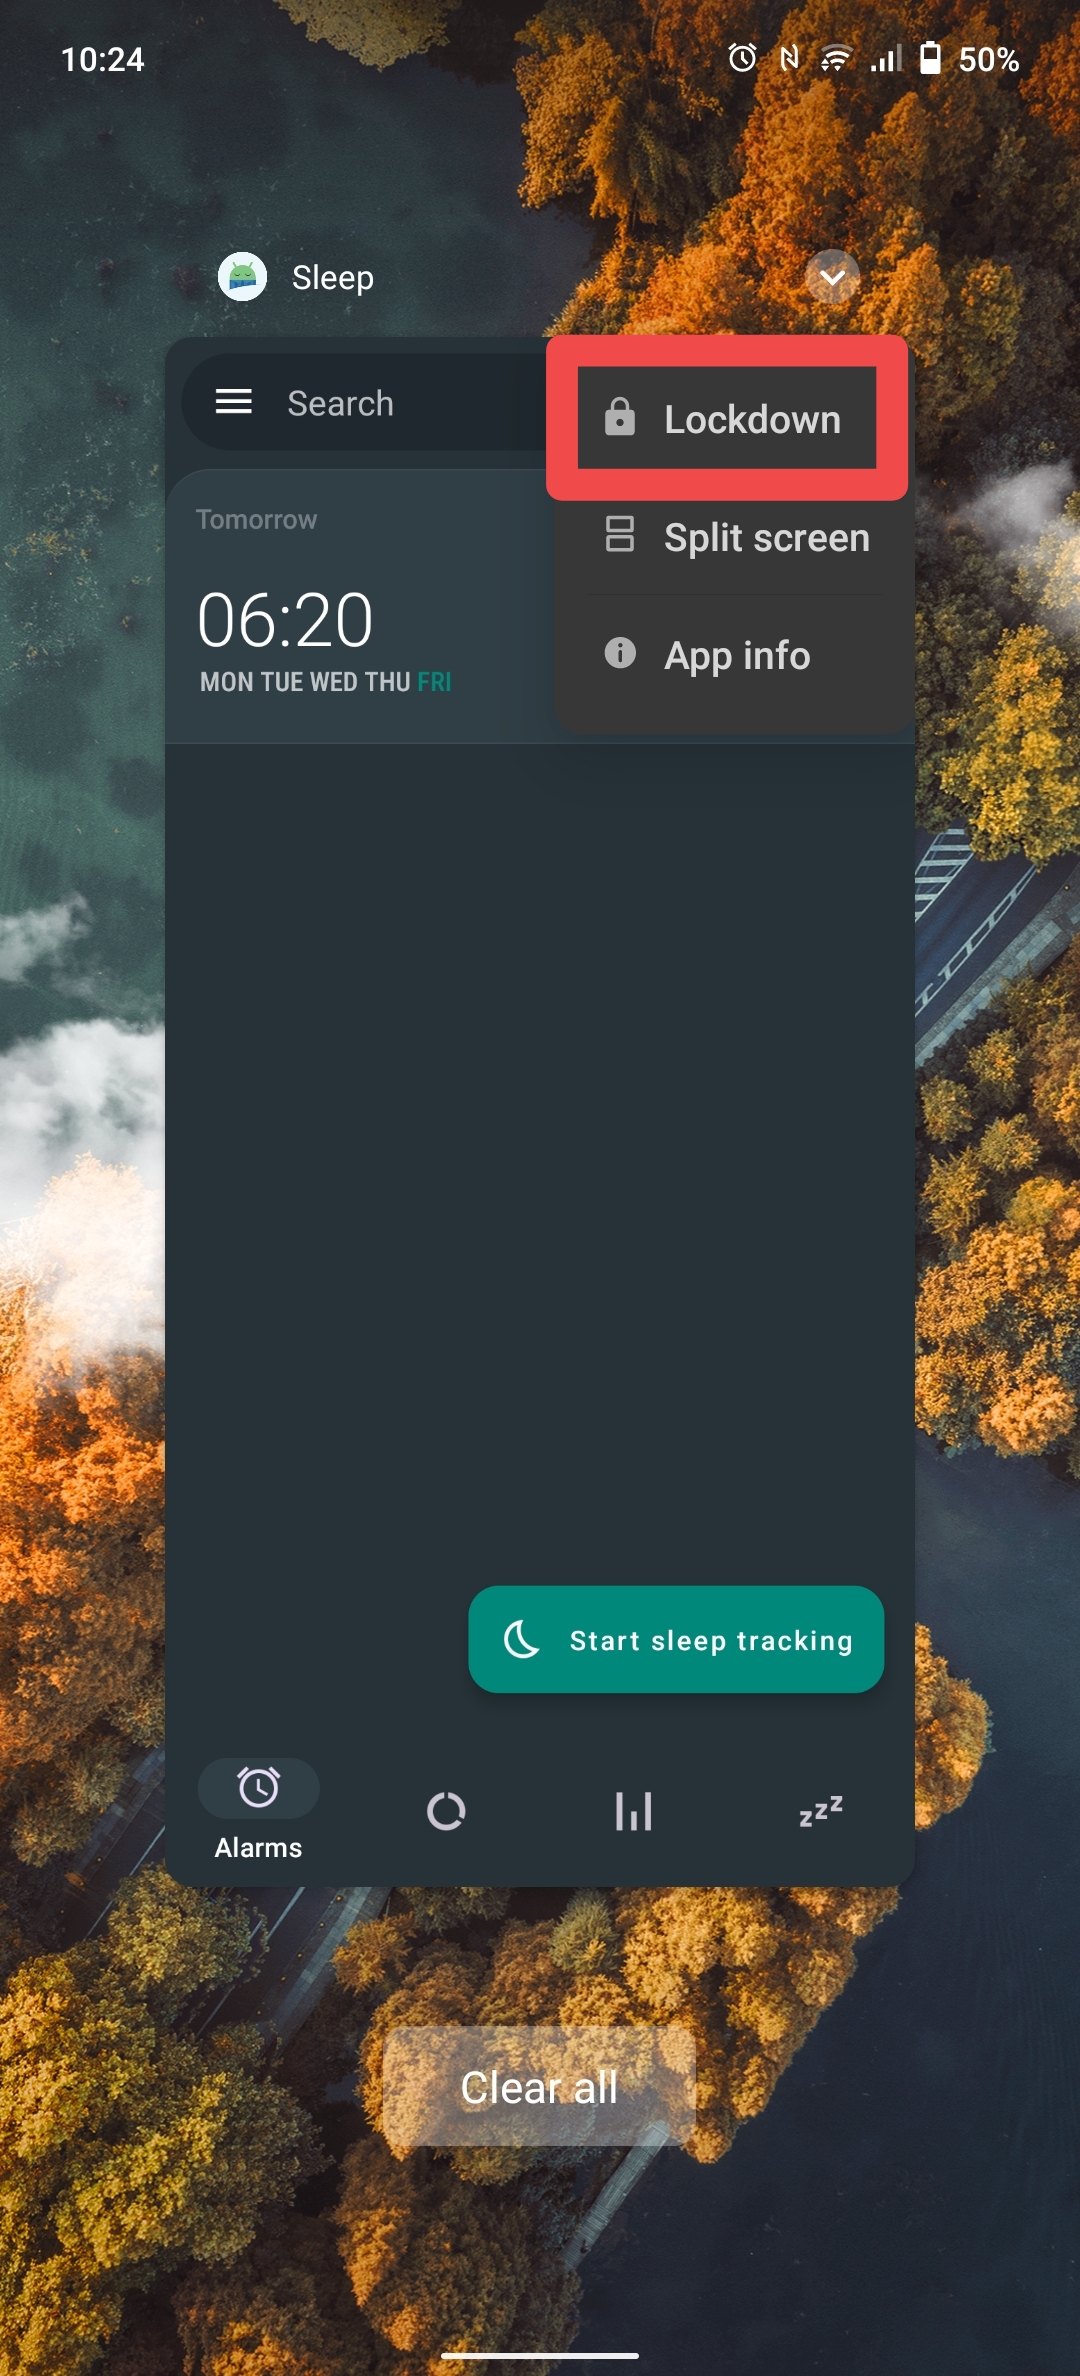 10:24
50%
Sleep
Search
Lockdown
Tomorrow
Split screen
06:20
MON TUE WED THU FRI
App info
Start sleep tracking
zzz
Alarms
Clear all